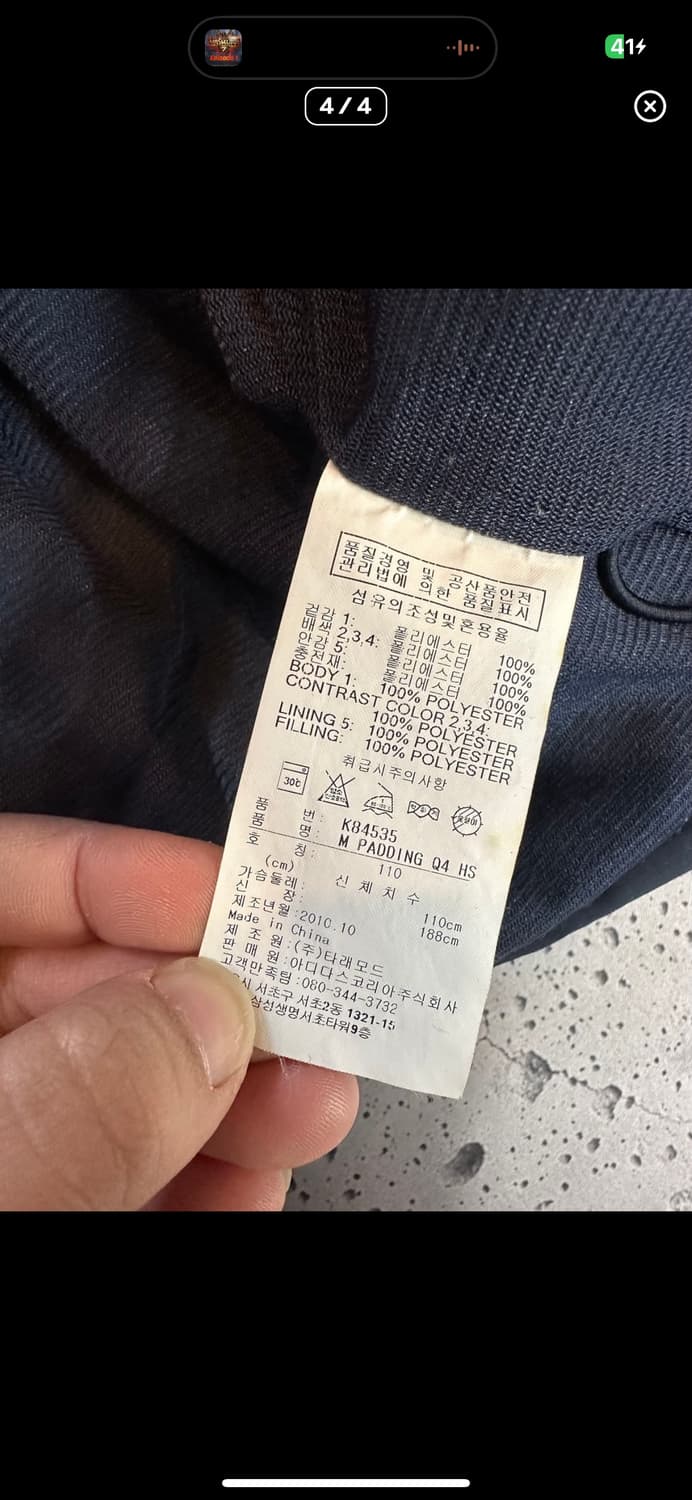 41
4 / 4
품질경영 및 공산품안전
관리법에 의한 품질표시
섬유의조성및혼용율
겉감 1: 폴리에스터 100%
배색 2,3,4: 폴리에스터 100%
안감 5: 폴리에스터 100%
충전재: 폴리에스터 100%
BODY 1: 100% POLYESTER
CONTRAST COLOR 2,3,4:
100% POLYESTER
LINING 5: 100% POLYESTER
FILLING: 100% POLYESTER
취급시주의사항
30℃
품 번: K84535
품 명: M PADDING Q4 HS
호 칭: 110
(cm) 신 체 치 수
가슴둘레: 110cm
신 장: 188cm
제조년월:2010.10
Made in China
제 조 원:(주)타래모드
판 매 원:아디다스코리아주식회사
고객만족팀:080-344-3732
시 서초구 서초2동 1321-15
삼성생명서초타워9층